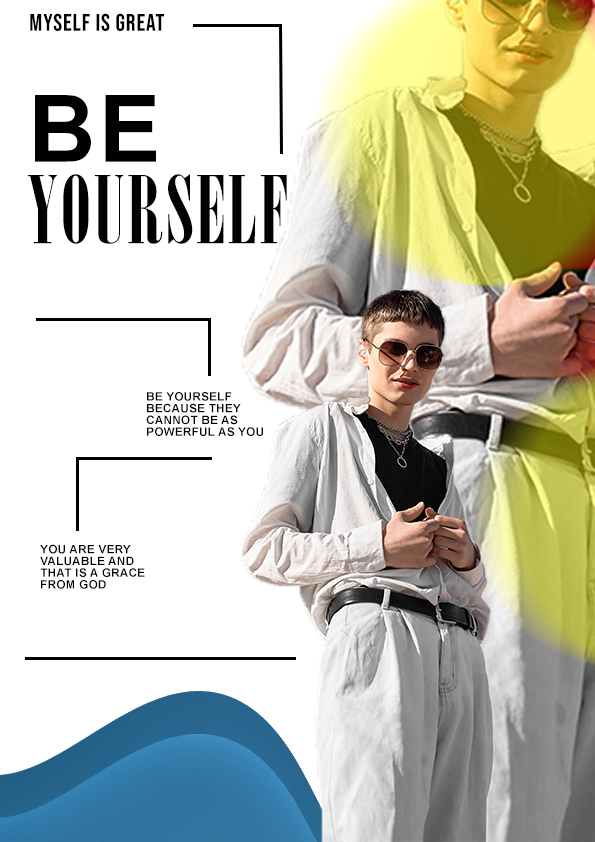 MYSELF IS GREAT
BE
YOURSELF
BE YOURSELF
BECAUSE THEY
CANNOT BE AS
POWERFUL AS YOU
YOU ARE VERY
VALUABLE AND
THAT IS A GRACE
FROM GOD